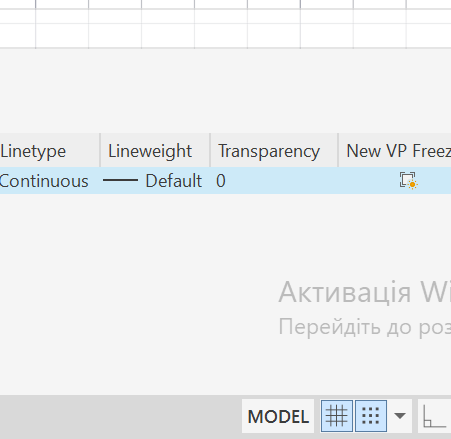 Linetype Lineweight Transparency New VP Freez
Continuous Default 0
Активація Wi
Перейдіть до роз
MODEL